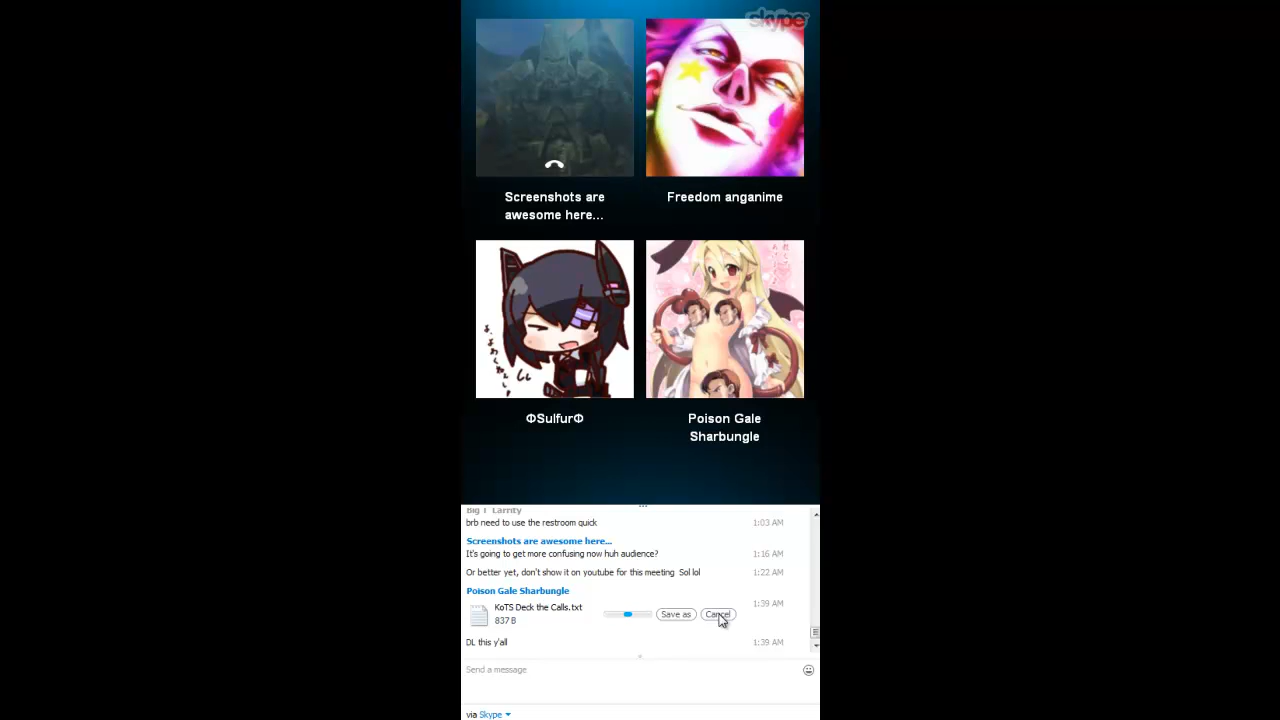 skype
Screenshots are
awesome here...
Freedom anganime
ΦSulfurΦ
Poison Gale
Sharbungle
Big T Larrity
brb need to use the restroom quick
1:03 AM
Screenshots are awesome here...
It's going to get more confusing now huh audience?
1:16 AM
Or better yet, don't show it on youtube for this meeting Sol lol
1:22 AM
Poison Gale Sharbungle
KoTS Deck the Calls.txt
837 B
Save as
Cancel
1:39 AM
DL this y'all
1:39 AM
Send a message
via Skype